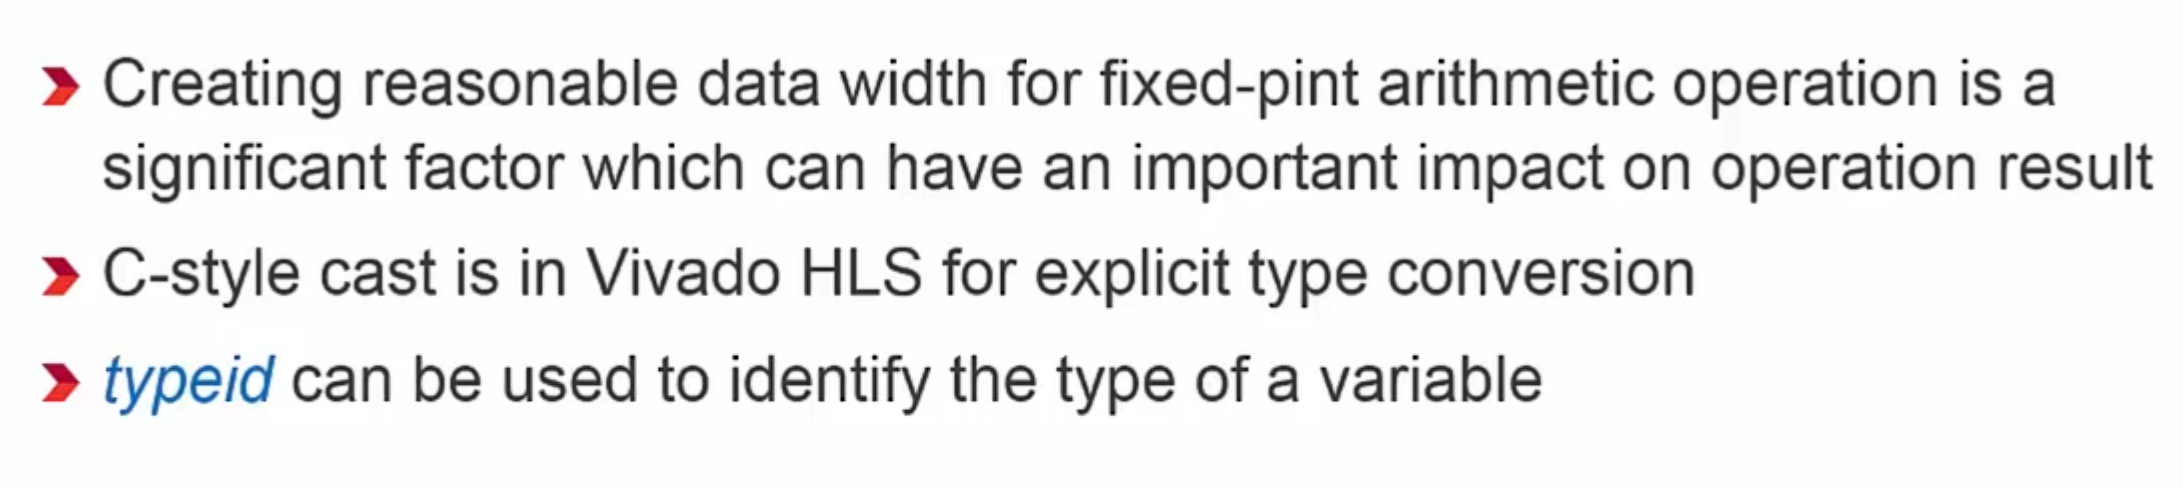 Creating reasonable data width for fixed-pint arithmetic operation is a
significant factor which can have an important impact on operation result
C-style cast is in Vivado HLS for explicit type conversion
typeid can be used to identify the type of a variable